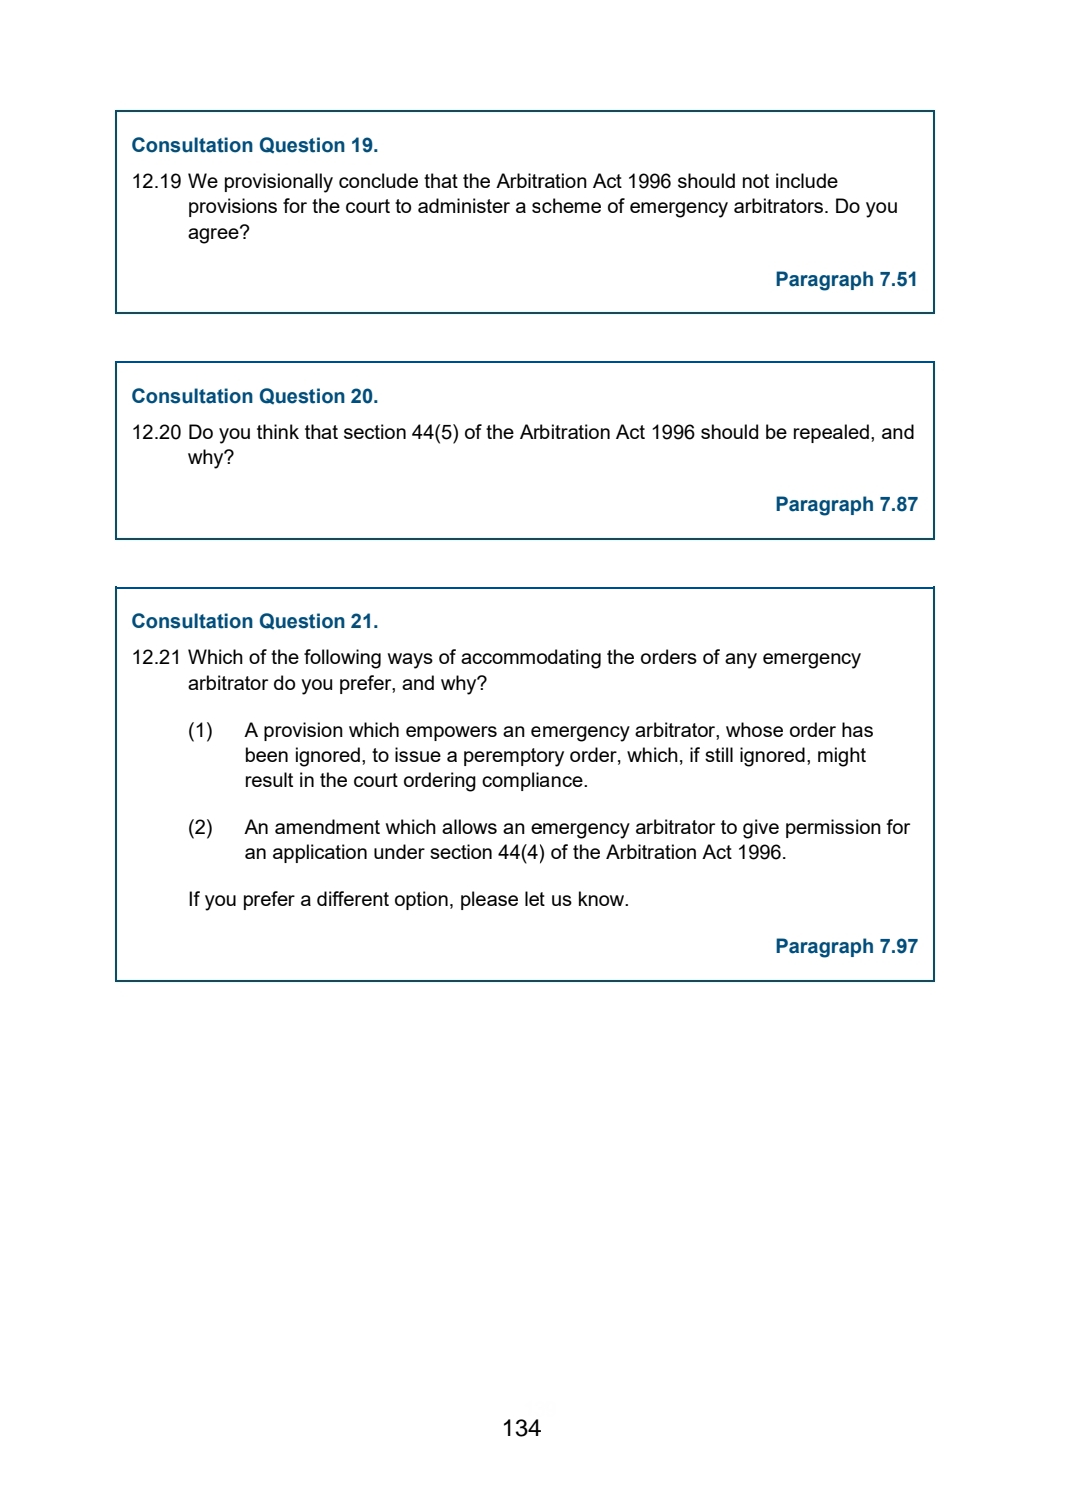 Consultation Question 19.
12.19 We provisionally conclude that the Arbitration Act 1996 should not include
provisions for the court to administer a scheme of emergency arbitrators. Do you
agree?
Paragraph 7.51
Consultation Question 20.
12.20 Do you think that section 44(5) of the Arbitration Act 1996 should be repealed, and
why?
Paragraph 7.87
Consultation Question 21.
12.21 Which of the following ways of accommodating the orders of any emergency
arbitrator do you prefer, and why?
(1) A provision which empowers an emergency arbitrator, whose order has
been ignored, to issue a peremptory order, which, if still ignored, might
result in the court ordering compliance.
(2) An amendment which allows an emergency arbitrator to give permission for
an application under section 44(4) of the Arbitration Act 1996.
If you prefer a different option, please let us know.
Paragraph 7.97
134